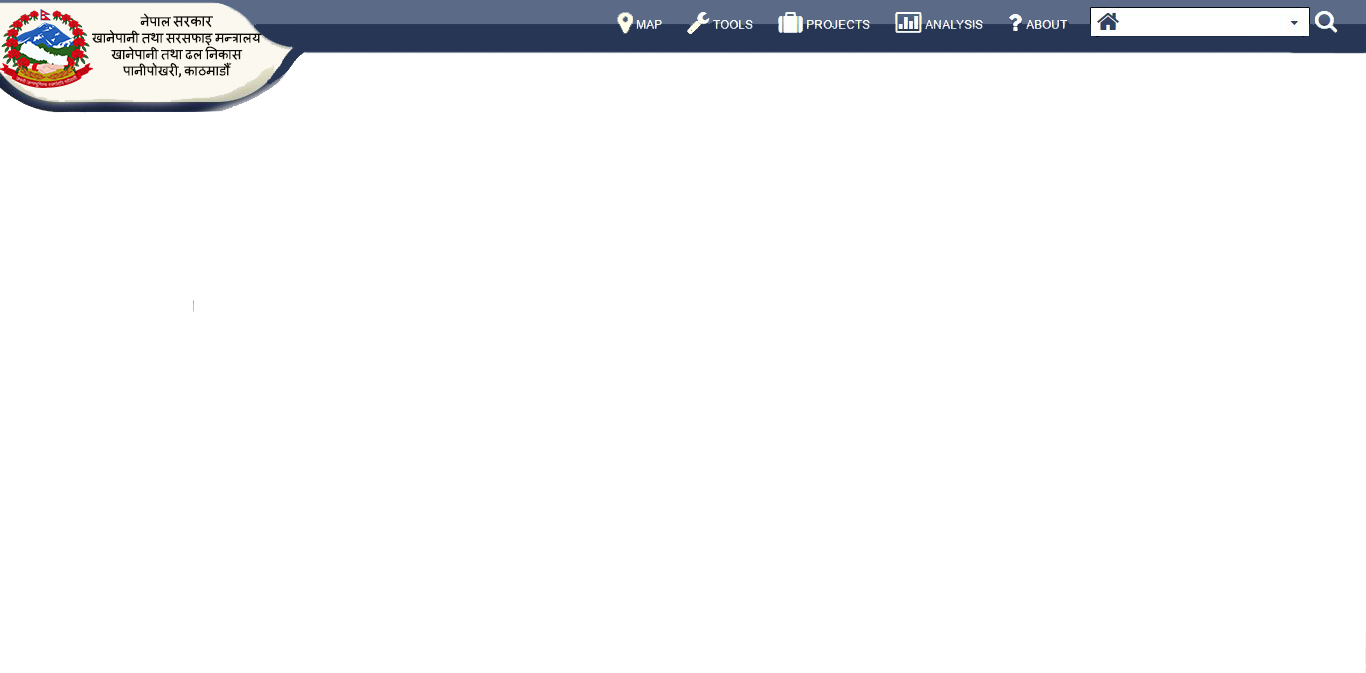 नेपाल सरकार
खानेपानी तथा सरसफाइ मन्त्रालय
खानेपानी तथा ढल निकास
पानीपोखरी, काठमाडौँ
MAP TOOLS PROJECTS ANALYSIS ? ABOUT